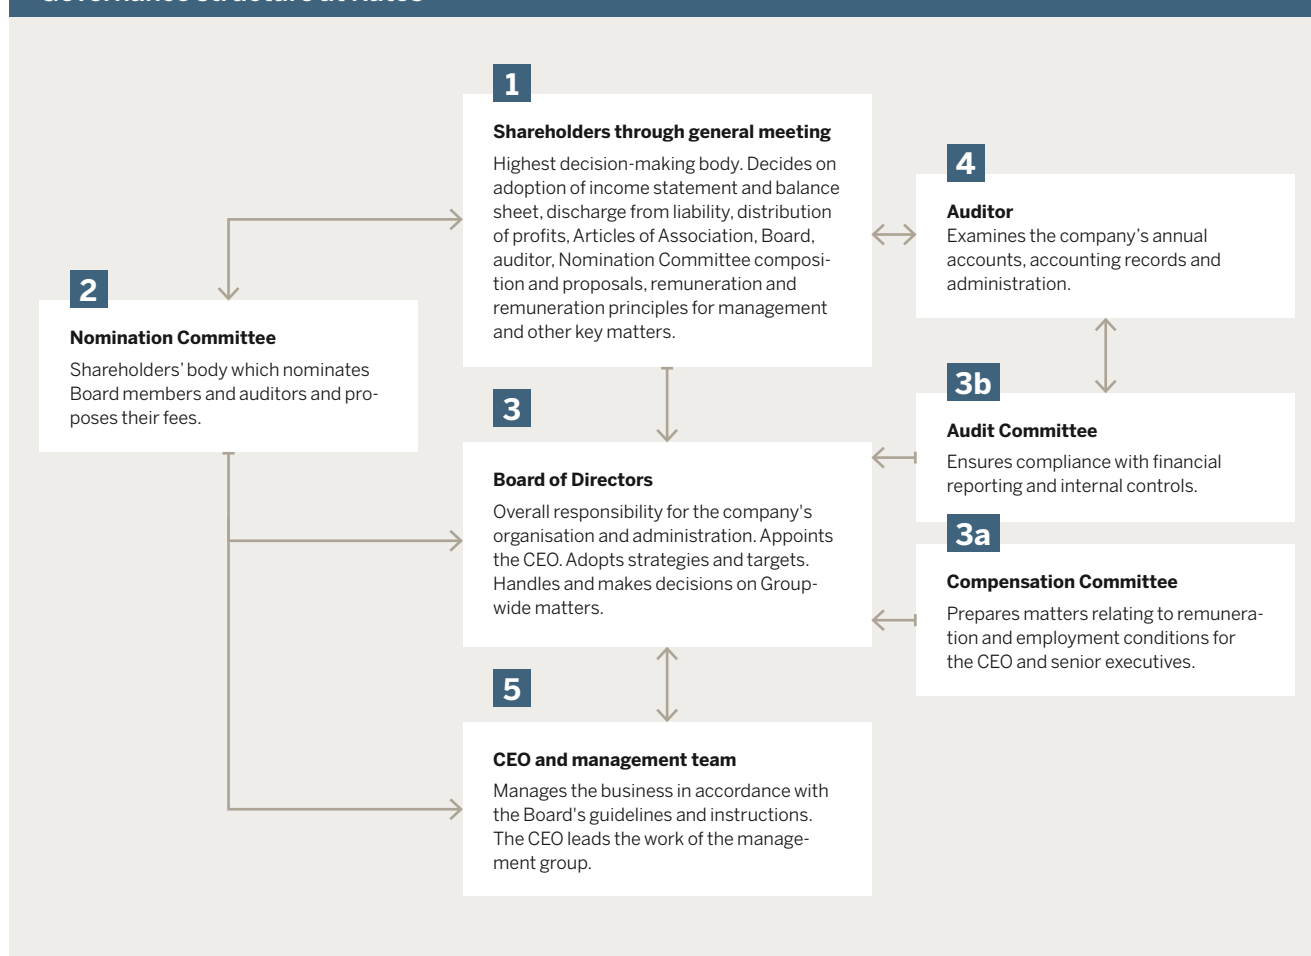 1
Shareholders through general meeting
Highest decision-making body. Decides on
adoption of income statement and balance
sheet, discharge from liability, distribution
of profits, Articles of Association, Board,
auditor, Nomination Committee composi-
tion and proposals, remuneration and
remuneration principles for management
and other key matters.
4
Auditor
Examines the company’s annual
accounts, accounting records and
administration.
2
Nomination Committee
Shareholders’ body which nominates
Board members and auditors and pro-
poses their fees.
3b
Audit Committee
Ensures compliance with financial
reporting and internal controls.
3
Board of Directors
Overall responsibility for the company's
organisation and administration. Appoints
the CEO. Adopts strategies and targets.
Handles and makes decisions on Group-
wide matters.
3a
Compensation Committee
Prepares matters relating to remunera-
tion and employment conditions for
the CEO and senior executives.
5
CEO and management team
Manages the business in accordance with
the Board's guidelines and instructions.
The CEO leads the work of the manage-
ment group.